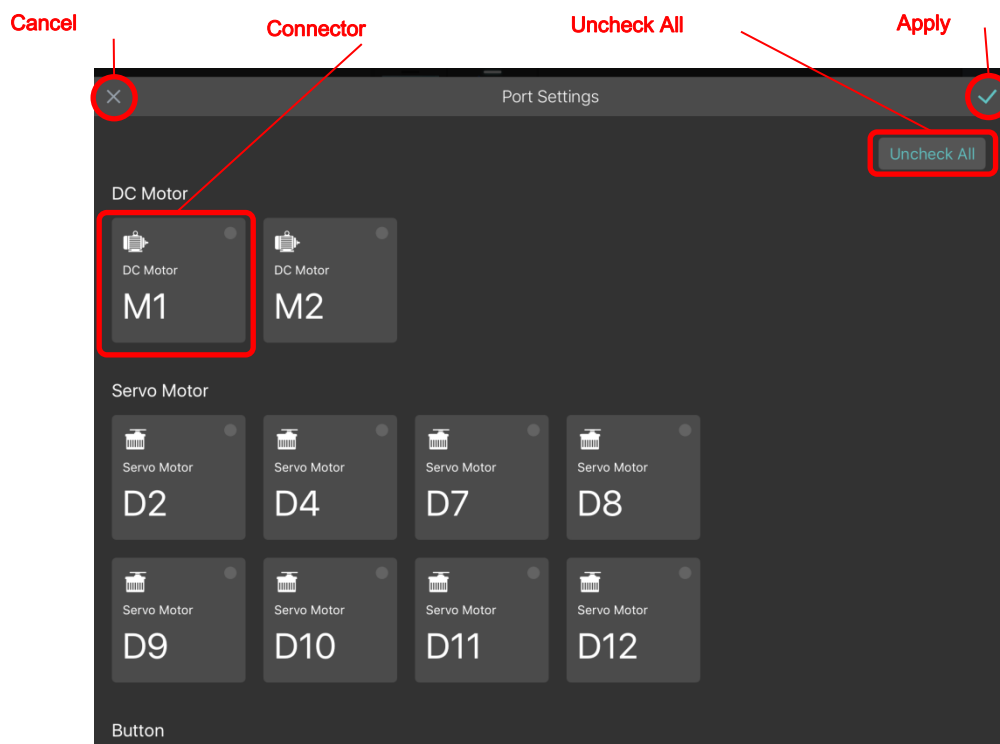 Cancel
Connector
Uncheck All
Apply
Port Settings
Uncheck All
DC Motor
DC Motor
DC Motor
M1
M2
Servo Motor
Servo Motor
Servo Motor
Servo Motor
Servo Motor
D2
D4
D7
D8
Servo Motor
Servo Motor
Servo Motor
Servo Motor
D9
D10
D11
D12
Button